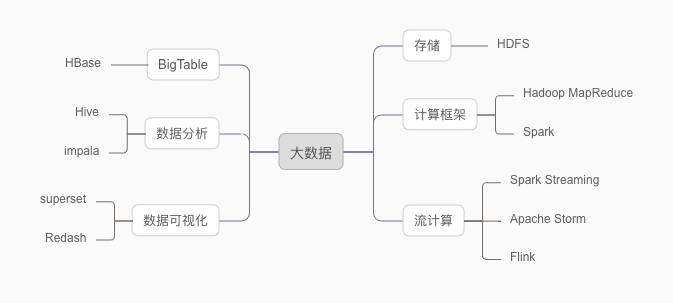 存储
HDFS
HBase
BigTable
Hadoop MapReduce
计算框架
Hive
数据分析
Spark
impala
大数据
Spark Streaming
superset
数据可视化
流计算
Apache Storm
Redash
Flink